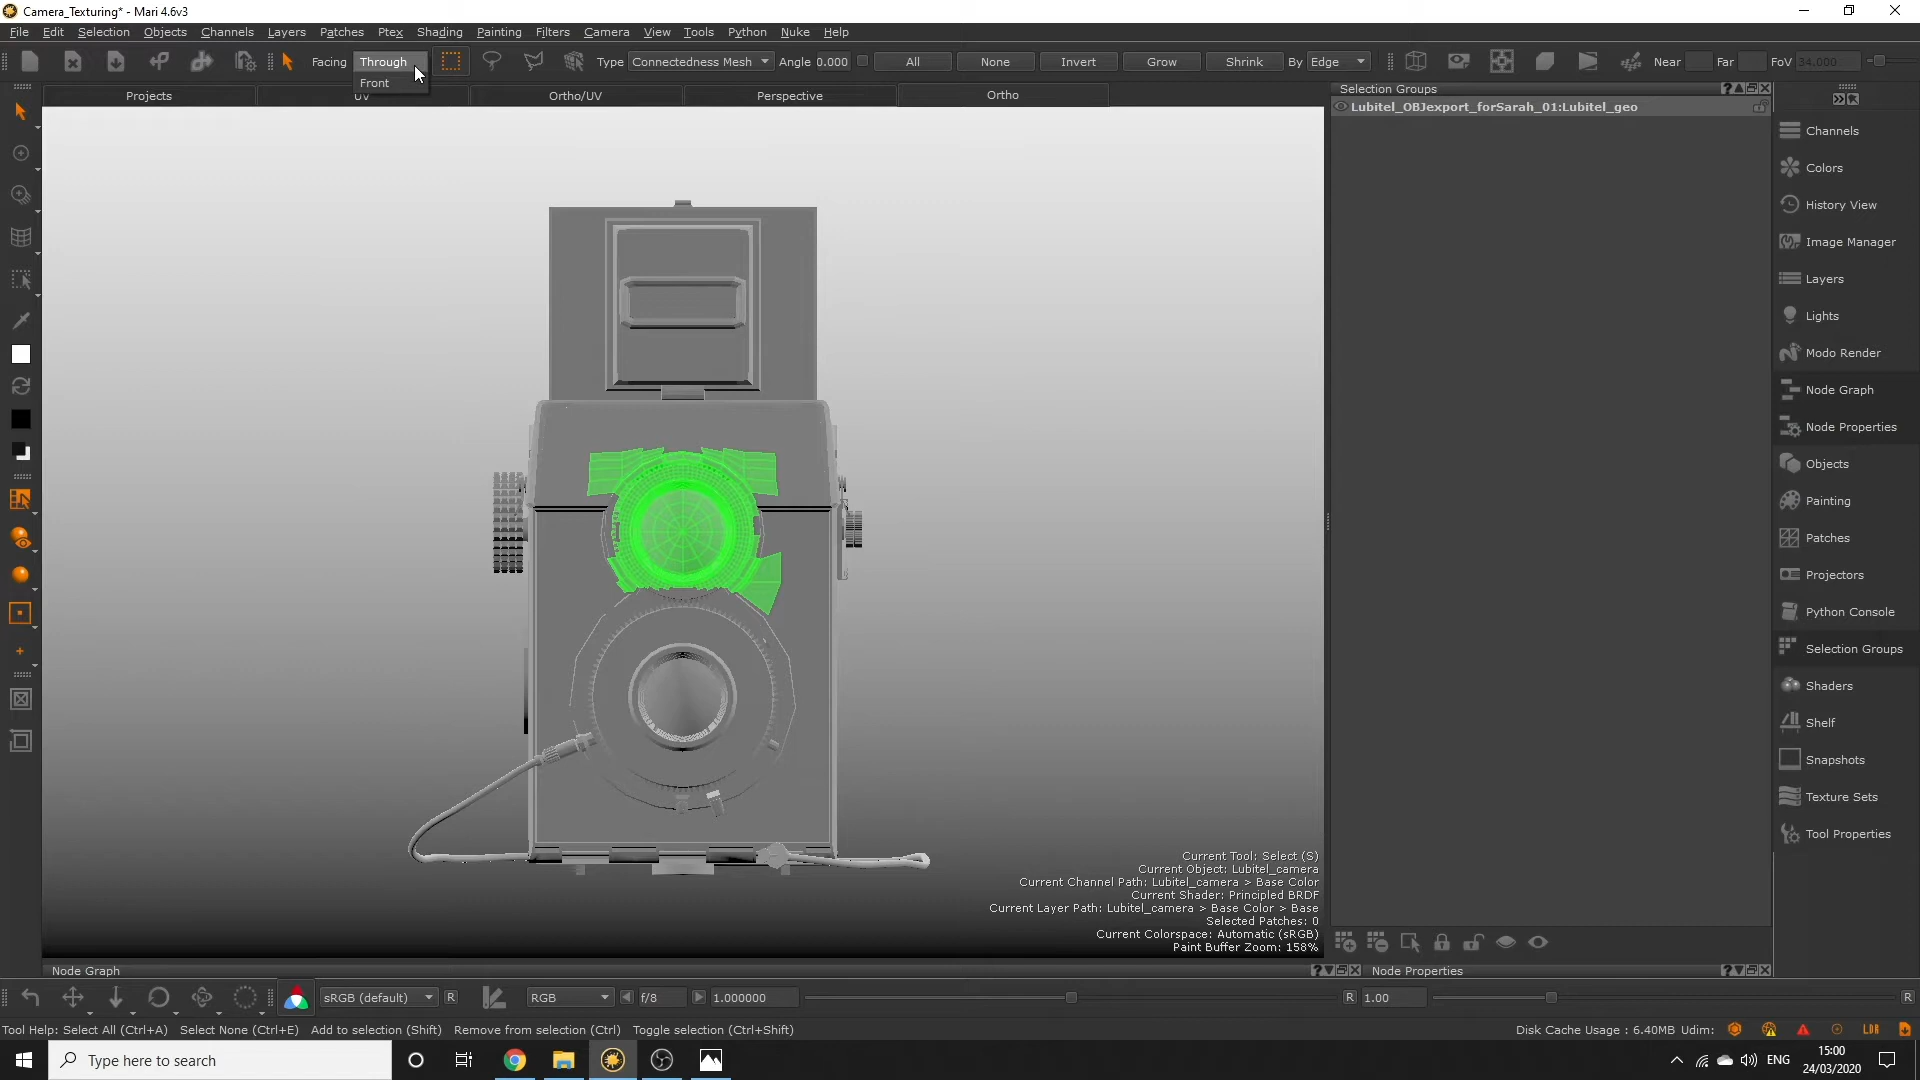 Camera_Texturing* - Mari 4.6v3
File Edit Selection Objects Channels Layers Patches Ptex Shading Painting Filters Camera View Tools Python Nuke Help
Facing Through Type Connectedness Mesh Angle 0.000 All None Invert Grow Shrink By Edge Near Far FoV 34.000
Front
Projects UV Ortho/UV Perspective Ortho
Selection Groups
Lubitel_OBJexport_forSarah_01:Lubitel_geo
Channels
Colors
History View
Image Manager
Layers
Lights
Modo Render
Node Graph
Node Properties
Objects
Painting
Patches
Projectors
Python Console
Selection Groups
Shaders
Shelf
Snapshots
Texture Sets
Tool Properties
Current Tool: Select (S)
Current Object: Lubitel_camera
Current Channel Path: Lubitel_camera > Base Color
Current Shader: Principled BRDF
Current Layer Path: Lubitel_camera > Base Color > Base
Selected Patches: 0
Current Colorspace: Automatic (sRGB)
Paint Buffer Zoom: 158%
Node Graph Node Properties
sRGB (default) R RGB f/8 1.000000 R 1.00 R
Tool Help: Select All (Ctrl+A) Select None (Ctrl+E) Add to selection (Shift) Remove from selection (Ctrl) Toggle selection (Ctrl+Shift) Disk Cache Usage : 6.40MB Udim: LDR
Type here to search
ENG
15:00
24/03/2020